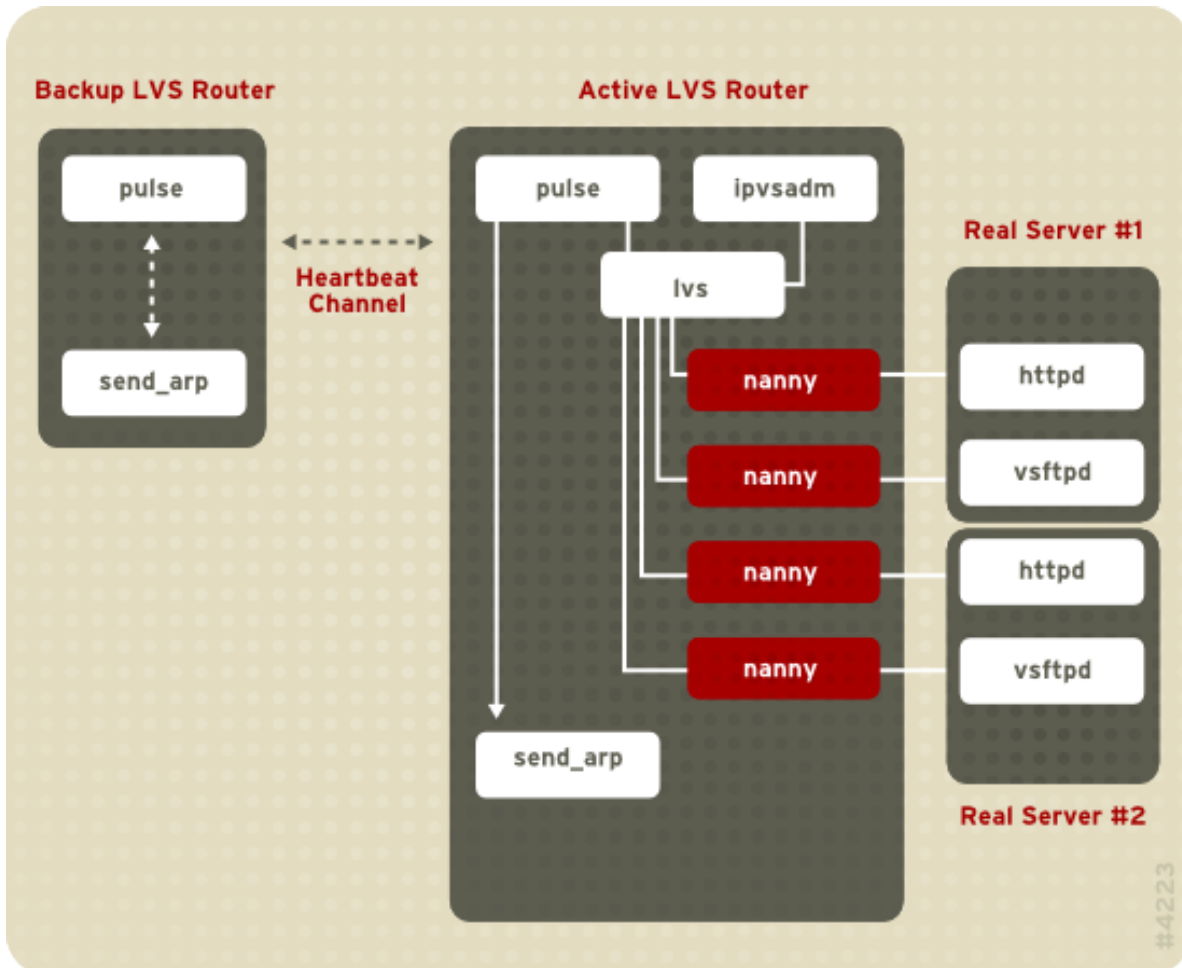 Backup LVS Router
pulse
send_arp
Heartbeat
Channel
Active LVS Router
pulse
ipvsadm
lvs
nanny
nanny
nanny
nanny
send_arp
Real Server #1
httpd
vsftpd
httpd
vsftpd
Real Server #2
#4223